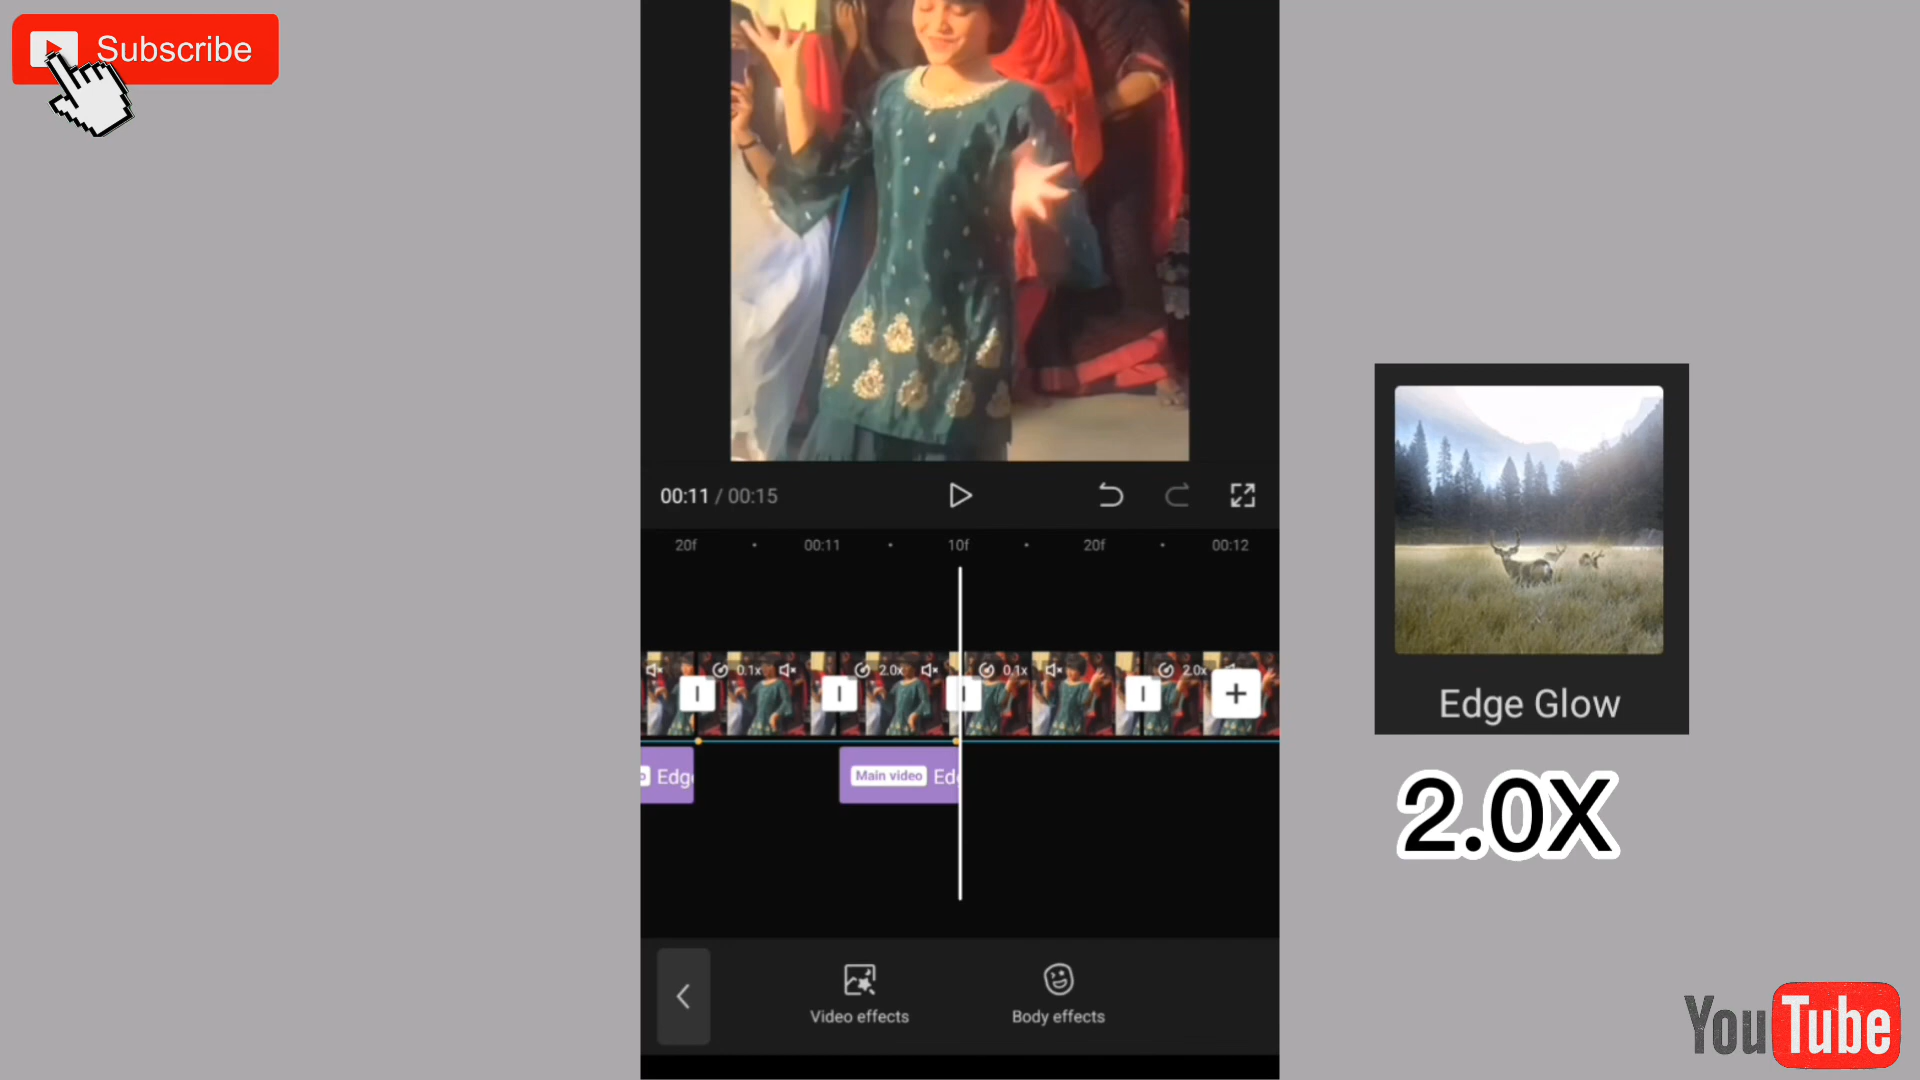 Subscribe
00:11 / 00:15
20f 00:11 10f 20f 00:12
0.1x 2.0x 0.1x 2.0x
Edge
Main video Ed
Edge Glow
2.0X
Video effects Body effects
YouTube